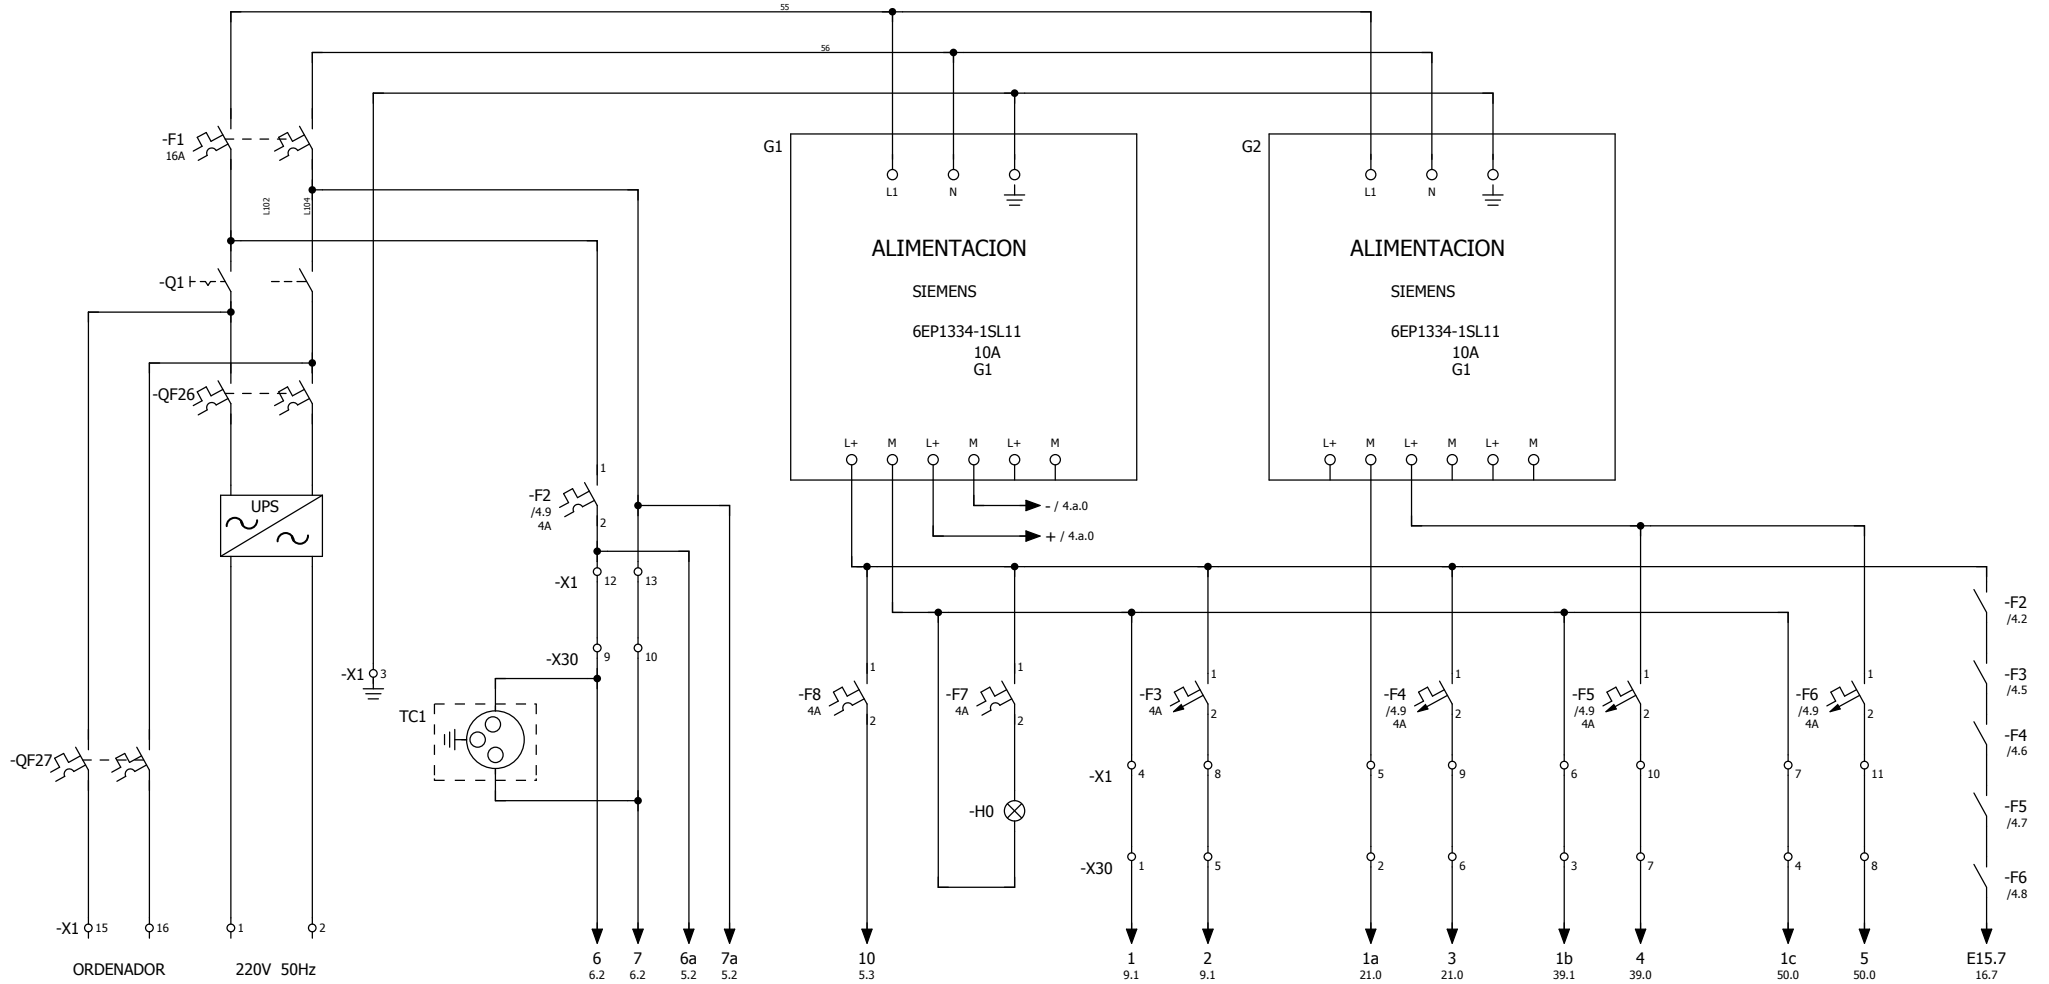 55
56
-F1
16A
G1
G2
L1
N
L1
N
L102
L104
ALIMENTACION
ALIMENTACION
-Q1
SIEMENS
SIEMENS
6EP1334-1SL11
6EP1334-1SL11
10A
10A
G1
G1
-QF26
L+
M
L+
M
L+
M
L+
M
L+
M
L+
M
1
-F2
/4.9
4A
2
UPS
- / 4.a.0
+ / 4.a.0
-X1
12
13
-F2
/4.2
-X30
9
10
-X1
3
-F8
4A
1
2
-F7
4A
1
2
-F3
4A
1
2
-F4
/4.9
4A
1
2
-F5
/4.9
4A
1
2
-F6
/4.9
4A
1
2
-F3
/4.5
TC1
-F4
/4.6
-QF27
-X1
4
8
5
9
6
10
7
11
-H0
-F5
/4.7
-X30
1
5
2
6
3
7
4
8
-F6
/4.8
-X1
15
16
1
2
ORDENADOR
220V 50Hz
6
6.2
7
6.2
6a
5.2
7a
5.2
10
5.3
1
9.1
2
9.1
1a
21.0
3
21.0
1b
39.1
4
39.0
1c
50.0
5
50.0
E15.7
16.7